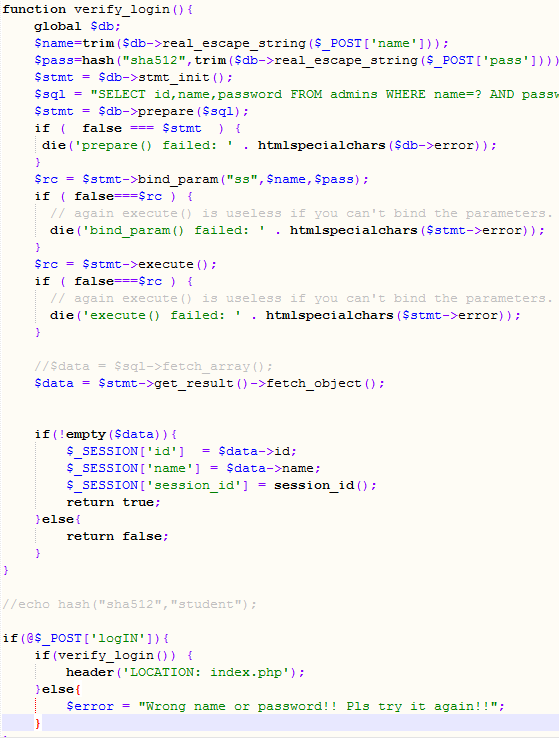 function verify_login(){
global $db;
$name=trim($db->real_escape_string($_POST['name']));
$pass=hash("sha512",trim($db->real_escape_string($_POST['pass'])))
$stmt = $db->stmt_init();
$sql = "SELECT id,name,password FROM admins WHERE name=? AND passw
$stmt = $db->prepare($sql);
if ( false === $stmt ) {
die('prepare() failed: ' . htmlspecialchars($db->error));
}
$rc = $stmt->bind_param("ss",$name,$pass);
if ( false===$rc ) {
// again execute() is useless if you can't bind the parameters.
die('bind_param() failed: ' . htmlspecialchars($stmt->error));
}
$rc = $stmt->execute();
if ( false===$rc ) {
// again execute() is useless if you can't bind the parameters.
die('execute() failed: ' . htmlspecialchars($stmt->error));
}
//$data = $sql->fetch_array();
$data = $stmt->get_result()->fetch_object();
if(!empty($data)){
$_SESSION['id'] = $data->id;
$_SESSION['name'] = $data->name;
$_SESSION['session_id'] = session_id();
return true;
}else{
return false;
}
}
//echo hash("sha512","student");
if(@$_POST['logIN']){
if(verify_login()) {
header('LOCATION: index.php');
}else{
$error = "Wrong name or password!! Pls try it again!!";
}